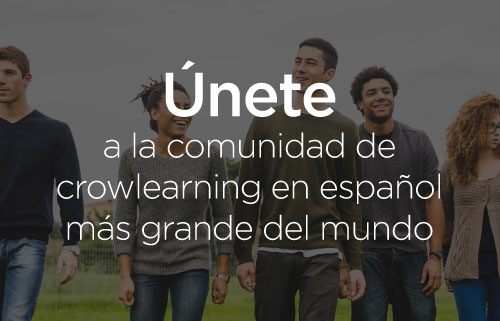 Únete
a la comunidad de
crowlearning en español
más grande del mundo